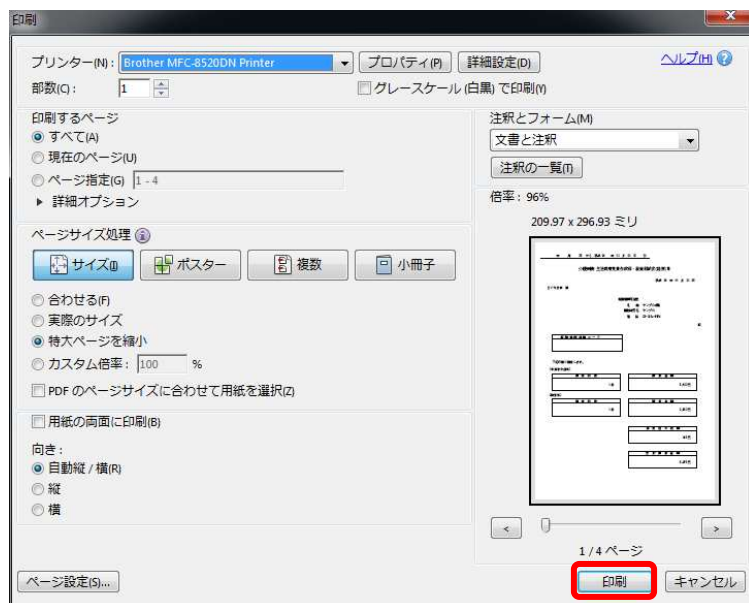 印刷
プリンター(N): Brother MFC-8520DN Printer プロパティ(P) 詳細設定(D) ヘルプ(H)
部数(C): 1 グレースケール (白黒) で印刷(Y)
印刷するページ
すべて(A)
現在のページ(U)
ページ指定(G) 1 - 4
詳細オプション
注釈とフォーム(M)
文書と注釈
注釈の一覧(T)
倍率: 96%
209.97 x 296.93 ミリ
ページサイズ処理
サイズ(I) ポスター 複数 小冊子
合わせる(F)
実際のサイズ
特大ページを縮小
カスタム倍率: 100 %
PDF のページサイズに合わせて用紙を選択(Z)
用紙の両面に印刷(B)
向き:
自動縦 / 横(R)
縦
横
< >
1 / 4 ページ
ページ設定(S)... 印刷 キャンセル